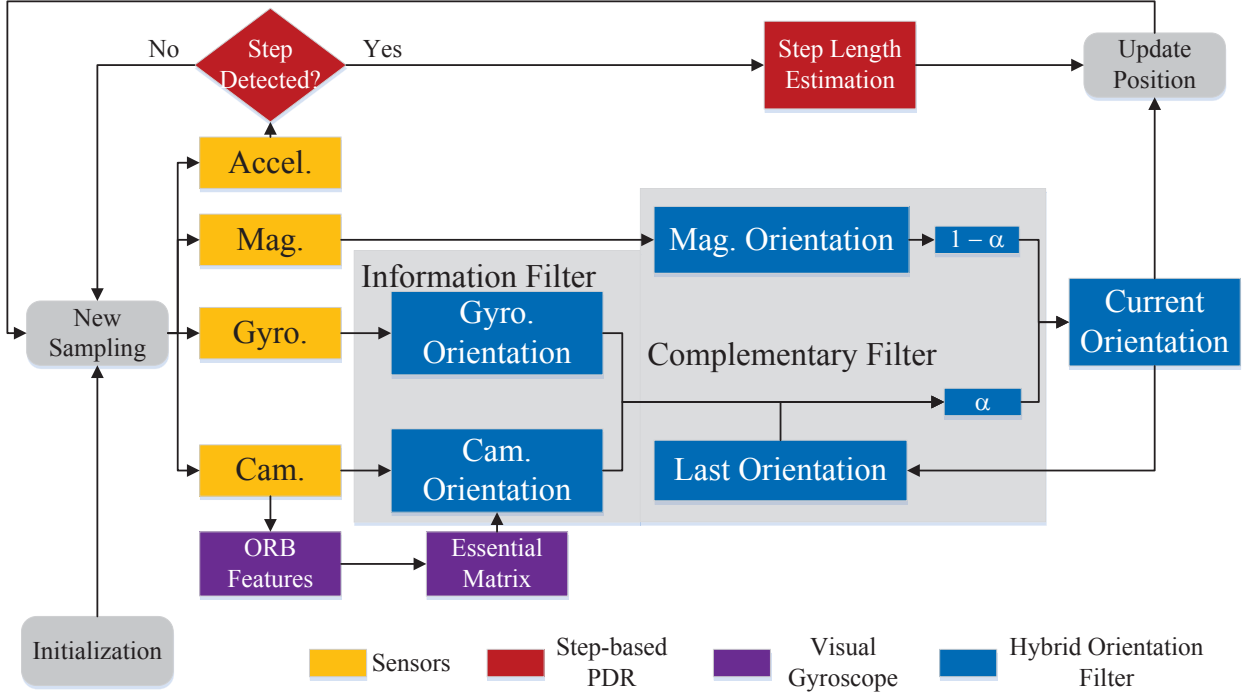 No
Step
Detected?
Yes
Step Length
Estimation
Update
Position
Accel.
Mag.
Mag. Orientation
1 − α
Information Filter
New
Sampling
Gyro.
Gyro.
Orientation
Complementary Filter
Current
Orientation
α
Cam.
Cam.
Orientation
Last Orientation
ORB
Features
Essential
Matrix
Initialization
Sensors
Step-based
PDR
Visual
Gyroscope
Hybrid Orientation
Filter